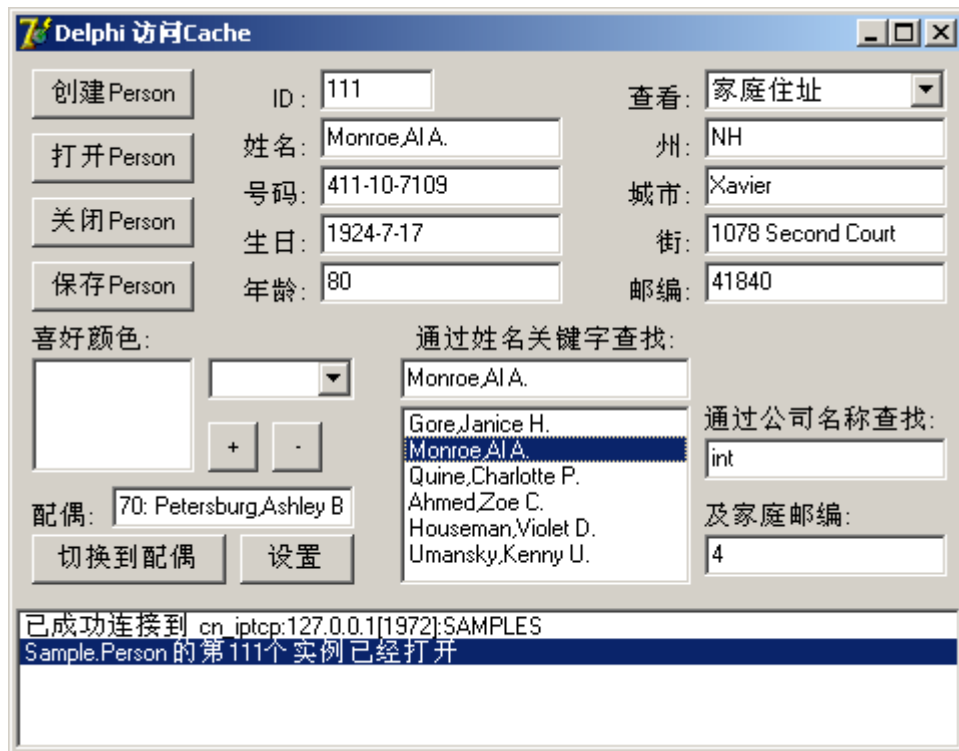 Delphi 访问Cache
创建Person
ID :
111
查看:
家庭住址
打开Person
姓名:
Monroe,Al A.
州:
NH
号码:
411-10-7109
城市:
Xavier
关闭Person
生日:
1924-7-17
街:
1078 Second Court
保存Person
年龄:
80
邮编:
41840
喜好颜色:
+
-
配偶:
70: Petersburg,Ashley B
切换到配偶
设置
通过姓名关键字查找:
Monroe,Al A.
Gore,Janice H.
Monroe,Al A.
Quine,Charlotte P.
Ahmed,Zoe C.
Houseman,Violet D.
Umansky,Kenny U.
通过公司名称查找:
int
及家庭邮编:
4
已成功连接到 cn_iptcp:127.0.0.1[1972]:SAMPLES
Sample.Person 的第111个 实例已经打开